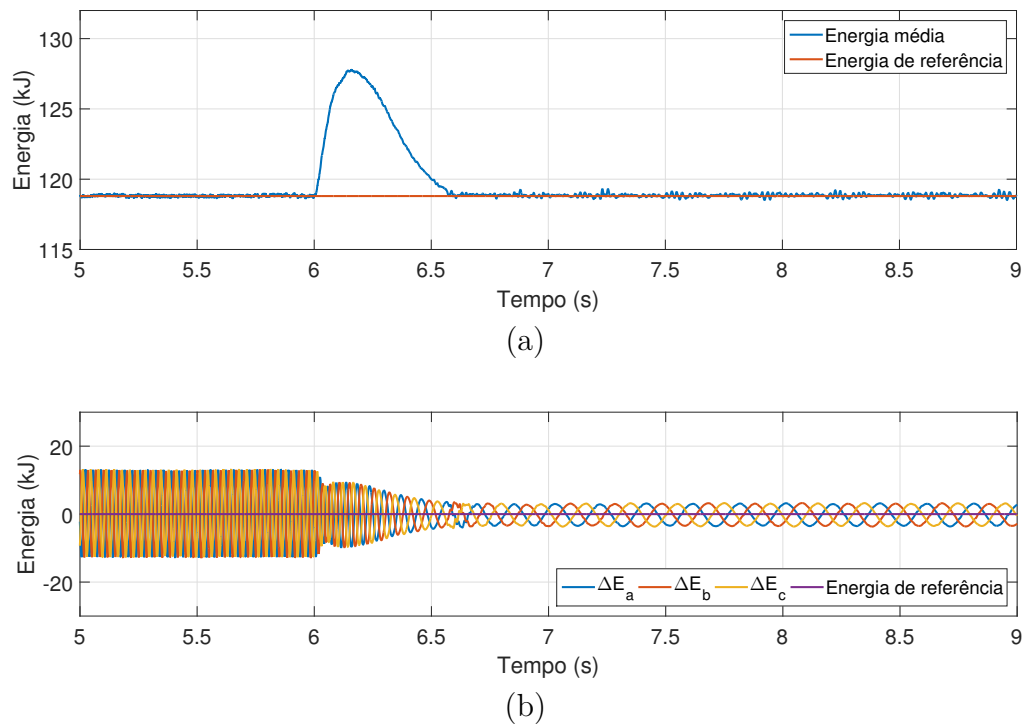 130
125
120
115
Energia (kJ)
Energia média
Energia de referência
5 5.5 6 6.5 7 7.5 8 8.5 9
Tempo (s)
(a)
20
0
-20
Energia (kJ)
ΔE_a ΔE_b ΔE_c Energia de referência
5 5.5 6 6.5 7 7.5 8 8.5 9
Tempo (s)
(b)